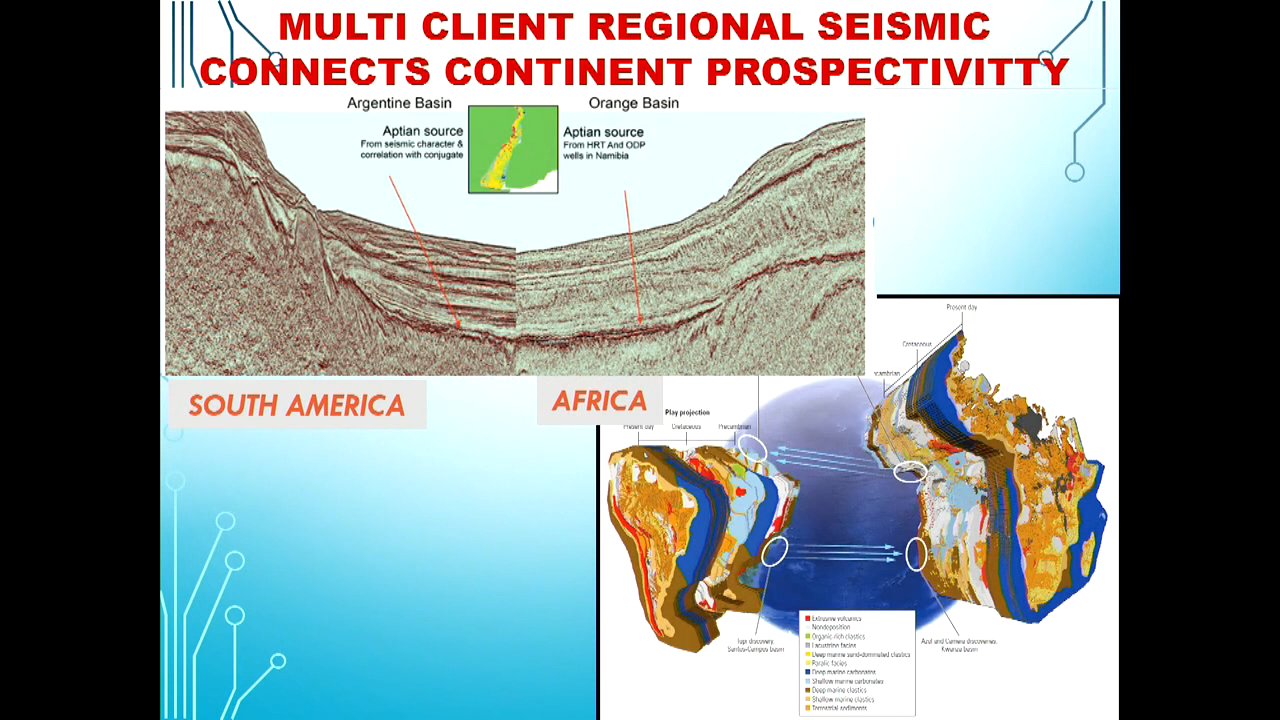 MULTI CLIENT REGIONAL SEISMIC
CONNECTS CONTINENT PROSPECTIVITTY
Argentine Basin
Orange Basin
Aptian source
From seismic character &
correlation with conjugate
Aptian source
From HRT And ODP
wells in Namibia
SOUTH AMERICA
AFRICA
Present day
Cretaceous
cambrian
Play projection
Present day
Cretaceous
Precambrian
Tupi discovery,
Santos-Campos basin
Azul and Cameia discoveries,
Kwanza basin
Extrusive volcanics
Nondeposition
Organic-rich clastics
Lacustrine facies
Deep marine sand-dominated clastics
Paralic facies
Deep marine carbonates
Shallow marine carbonates
Deep marine clastics
Shallow marine clastics
Terrestrial sediments